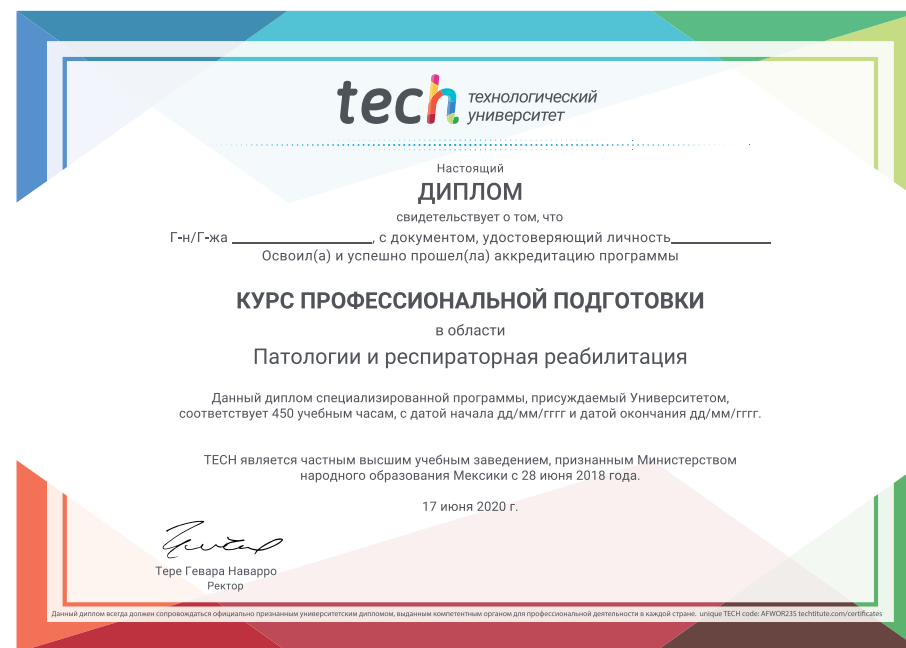 tech технологический университет
Настоящий
ДИПЛОМ
свидетельствует о том, что
Г-н/Г-жа ______________, с документом, удостоверяющий личность__________
Освоил(а) и успешно прошел(ла) аккредитацию программы
КУРС ПРОФЕССИОНАЛЬНОЙ ПОДГОТОВКИ
в области
Патологии и респираторная реабилитация
Данный диплом специализированной программы, присуждаемый Университетом,
соответствует 450 учебным часам, с датой начала дд/мм/гггг и датой окончания дд/мм/гггг.
TECH является частным высшим учебным заведением, признанным Министерством
народного образования Мексики с 28 июня 2018 года.
17 июня 2020 г.
Тере Гевара Наварро
Ректор
Данный диплом всегда должен сопровождаться официально признанным университетским дипломом, выданным компетентным органом для профессиональной деятельности в каждой стране. unique TECH code: AFWOR23S techtitute.com/certificates